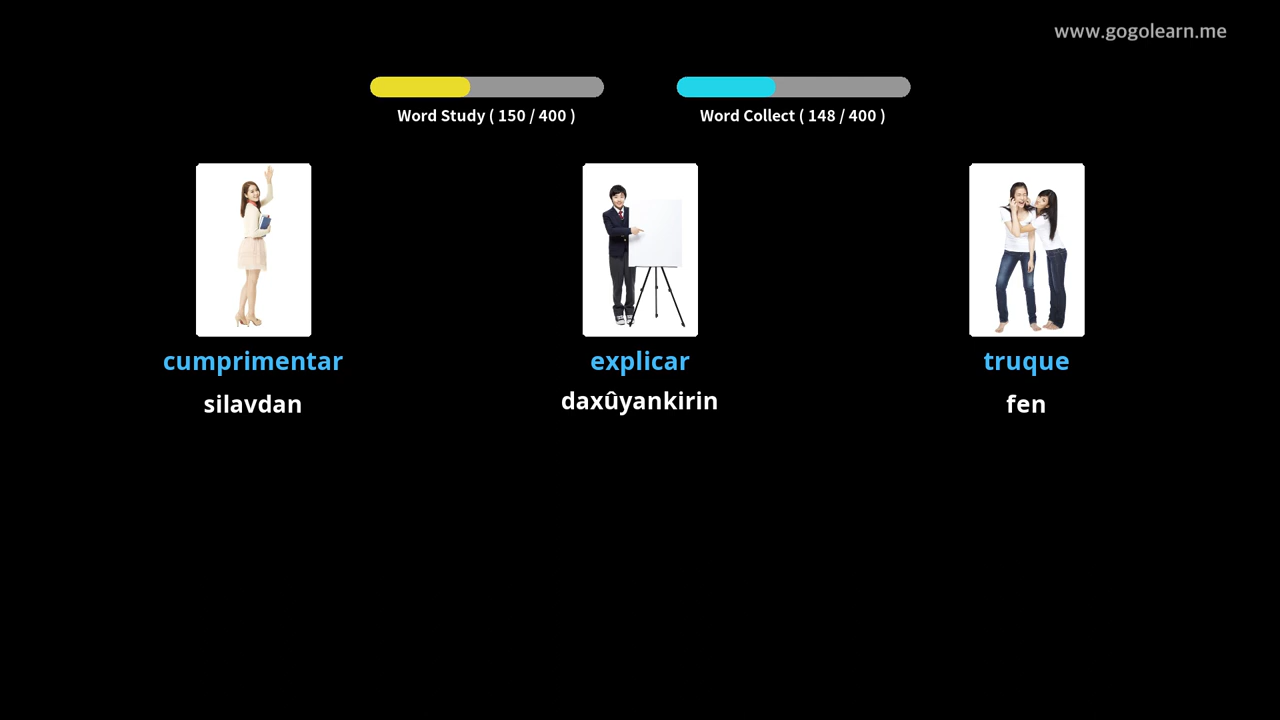 www.gogolearn.me
Word Study ( 150 / 400 )
Word Collect ( 148 / 400 )
cumprimentar
silavdan
explicar
daxûyankirin
truque
fen